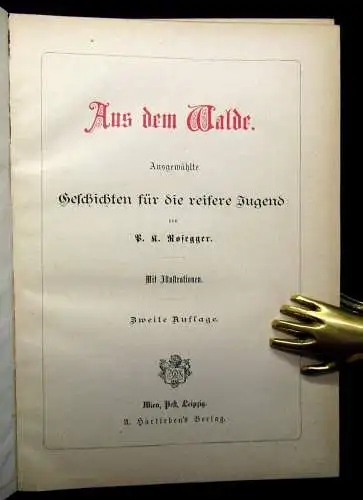 Aus dem Walde.
Ausgewählte
Geschichten für die reifere Jugend
von
P. K. Rosegger.
Mit Illustrationen.
Zweite Auflage.
Wien, Pest, Leipzig.
A. Hartleben's Verlag.